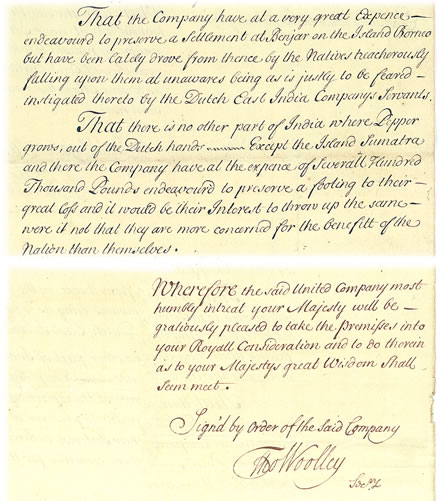 That the Company have at a very great Expence —
endeavourd to preserve a Settlement at Benjar on the Island Borneo
but have been Lately drove from thence by the Natives treacherously
falling upon them at unawares being as is justly to be feared —
instigated thereto by the Dutch East India Companys Servants.
That there is no other part of India where Pepper
grows, out of the Dutch hands —— Except the Island Sumatra
and there the Company have at the expence of Severall Hundred
Thousand Pounds endeavourd to preserve a footing to their —
great Loss and it would be their Interest to throw up the same —
were it not that they are more concernd for the benefitt of the
Nation than themselves.
Wherefore the said United Company most
humbly intreat your Majesty will be —
graciously pleased to take the Premisses into
your Royall Consideration and to do therein
as to your Majestys great Wisdom Shall
Seem meet.
Sign'd by Order of the Said Company
Tho Woolley
Secry